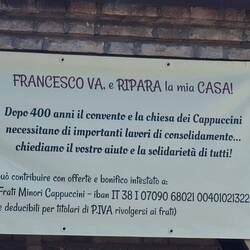 FRANCESCO VA. e RIPARA la mia CASA!
Dopo 400 anni il convento e la chiesa dei Cappuccini
necessitano di importanti lavori di consolidamento...
chiediamo il vostro aiuto e la solidarietà di tutti!
può contribuire con offerte e bonifico intestato a:
Frati Minori Cappuccini - iban IT 38 I 07090 68021 00401021322
e deducibili per titolari di P.IVA rivolgersi ai frati)